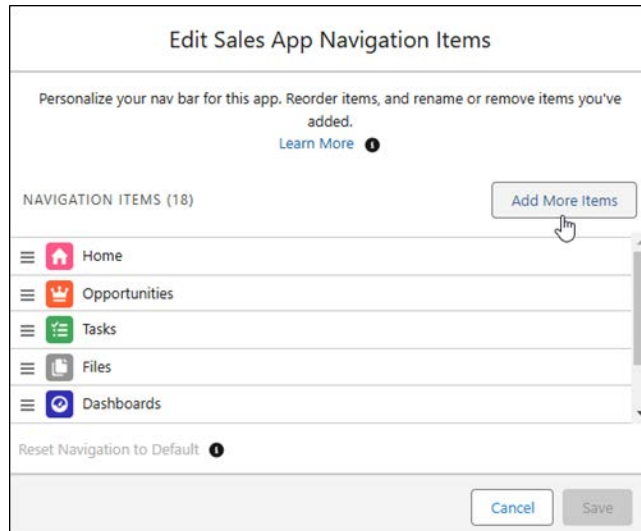 Edit Sales App Navigation Items
Personalize your nav bar for this app. Reorder items, and rename or remove items you've
added.
Learn More
NAVIGATION ITEMS (18)
Add More Items
Home
Opportunities
Tasks
Files
Dashboards
Reset Navigation to Default
Cancel
Save